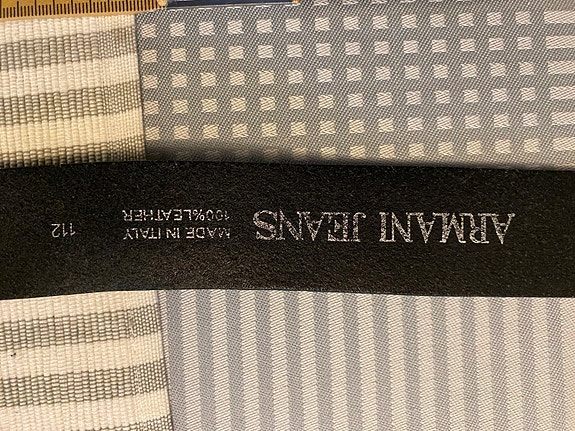 ARMANI JEANS
MADE IN ITALY
100%LEATHER
112